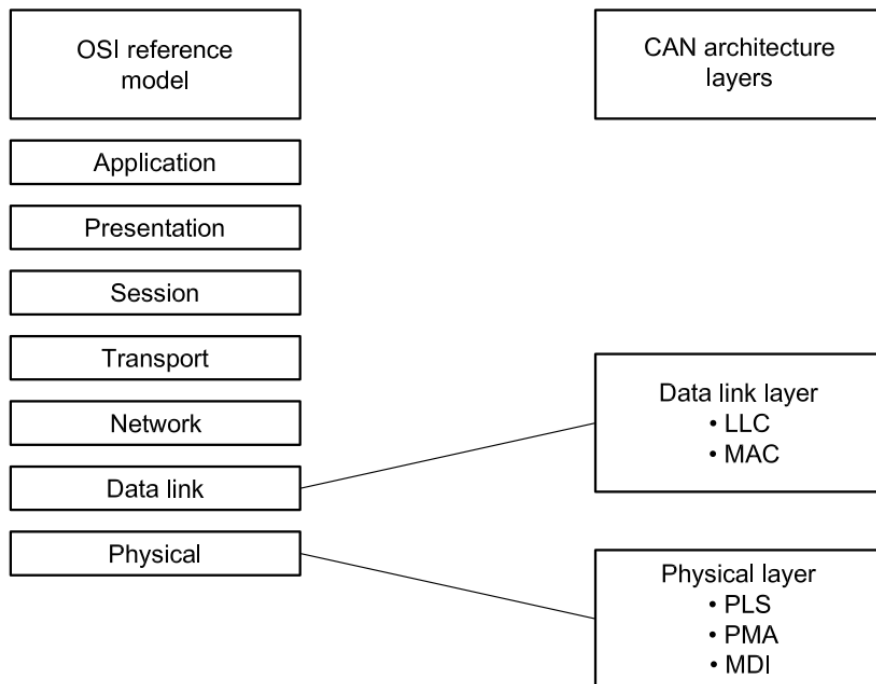 OSI reference
model
CAN architecture
layers
Application
Presentation
Session
Transport
Network
Data link
Physical
Data link layer
• LLC
• MAC
Physical layer
• PLS
• PMA
• MDI